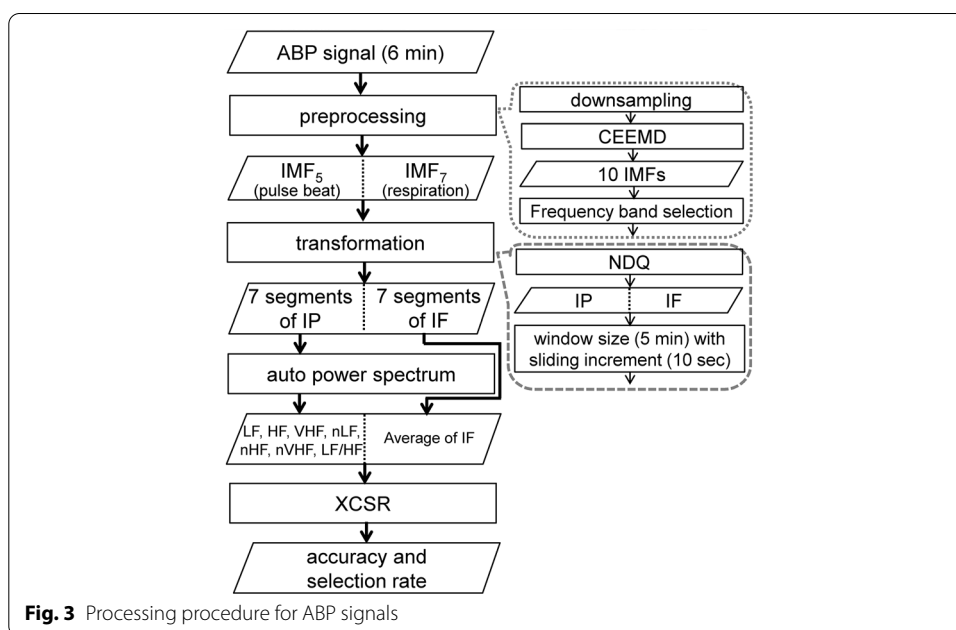 ABP signal (6 min)
preprocessing
IMF₅ IMF₇
(pulse beat) (respiration)
transformation
7 segments 7 segments
of IP of IF
auto power spectrum
LF, HF, VHF, nLF,
nHF, nVHF, LF/HF
Average of IF
XCSR
accuracy and
selection rate
downsampling
CEEMD
10 IMFs
Frequency band selection
NDQ
IP IF
window size (5 min) with
sliding increment (10 sec)
Fig. 3 Processing procedure for ABP signals